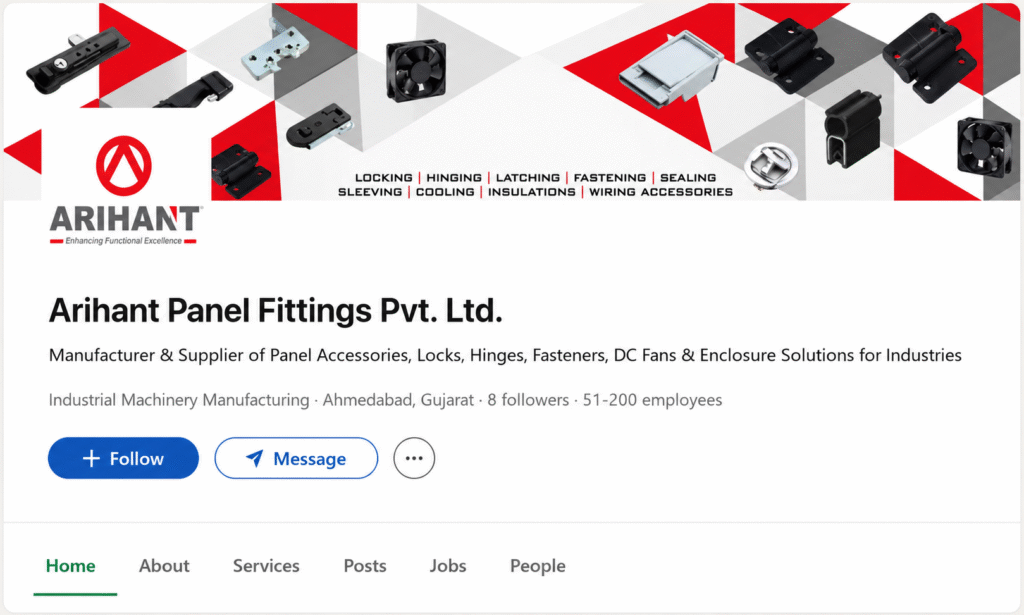 LOCKING | HINGING | LATCHING | FASTENING | SEALING
SLEEVING | COOLING | INSULATIONS | WIRING ACCESSORIES
ARIHANT
Enhancing Functional Excellence
Arihant Panel Fittings Pvt. Ltd.
Manufacturer & Supplier of Panel Accessories, Locks, Hinges, Fasteners, DC Fans & Enclosure Solutions for Industries
Industrial Machinery Manufacturing · Ahmedabad, Gujarat · 8 followers · 51-200 employees
+ Follow
Message
Home
About
Services
Posts
Jobs
People